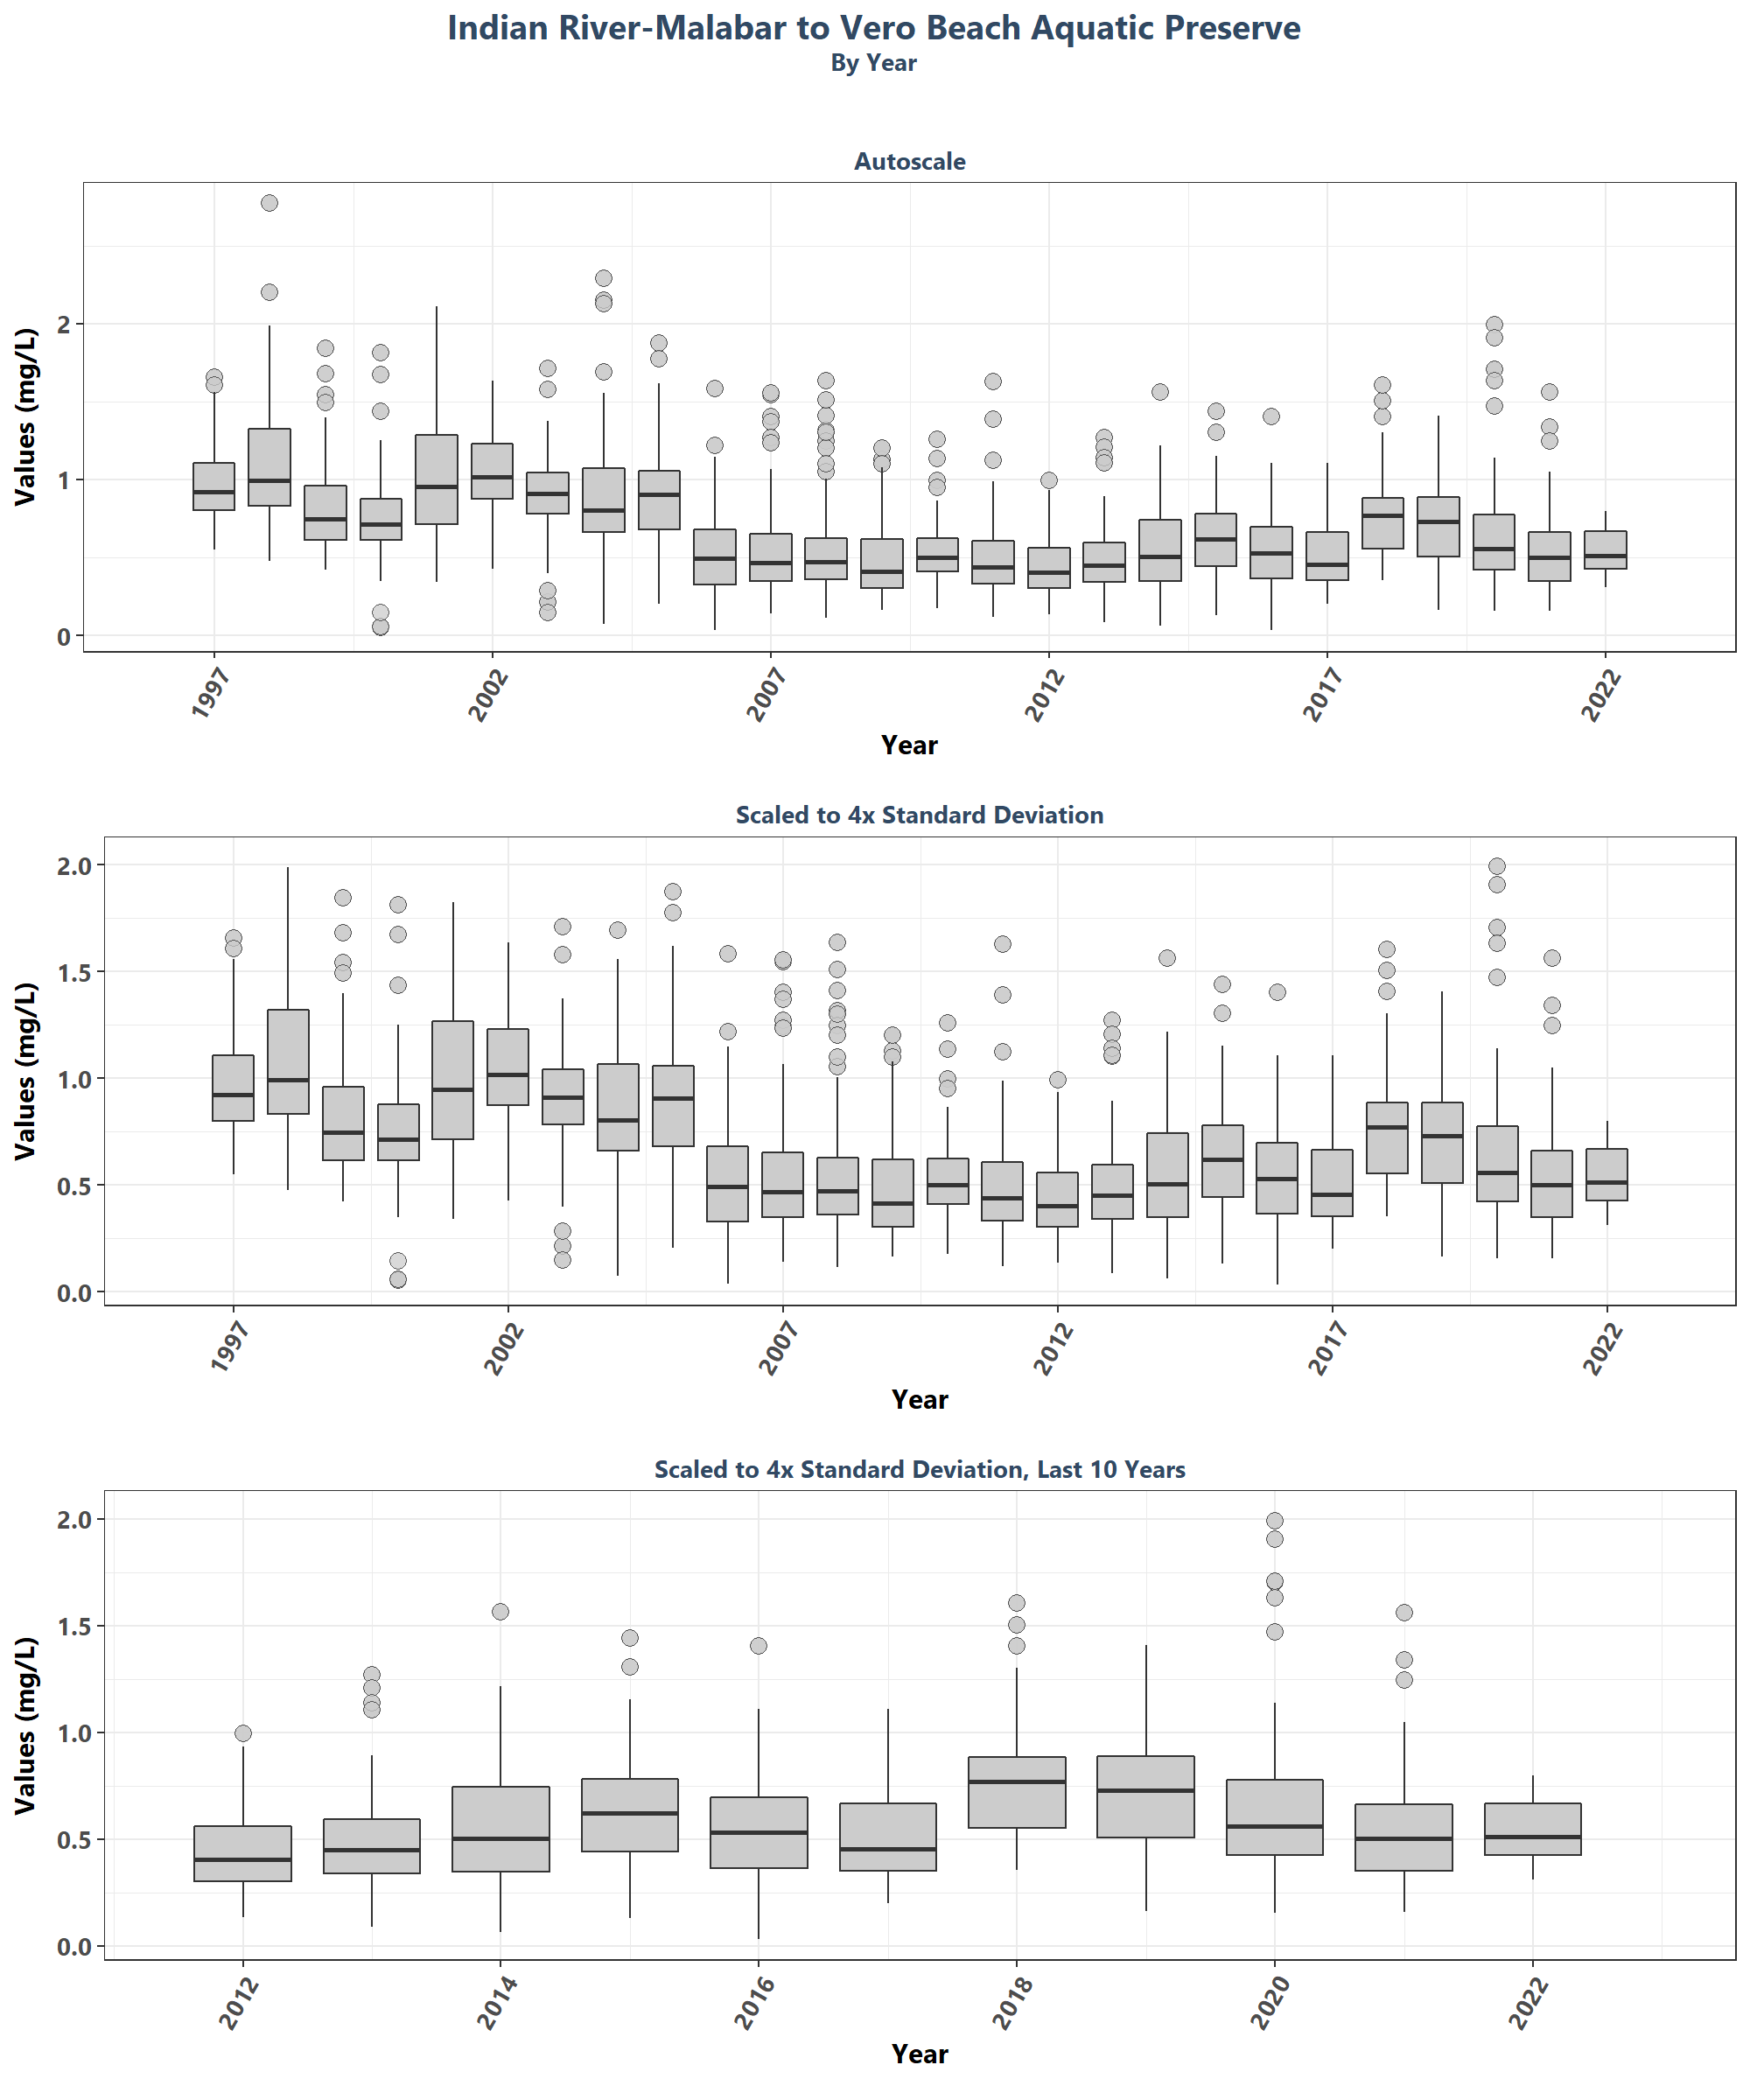 Indian River-Malabar to Vero Beach Aquatic Preserve
By Year
Autoscale
Values (mg/L)
2
1
0
1997
2002
2007
2012
2017
2022
Year
Scaled to 4x Standard Deviation
Values (mg/L)
2.0
1.5
1.0
0.5
0.0
1997
2002
2007
2012
2017
2022
Year
Scaled to 4x Standard Deviation, Last 10 Years
Values (mg/L)
2.0
1.5
1.0
0.5
0.0
2012
2014
2016
2018
2020
2022
Year